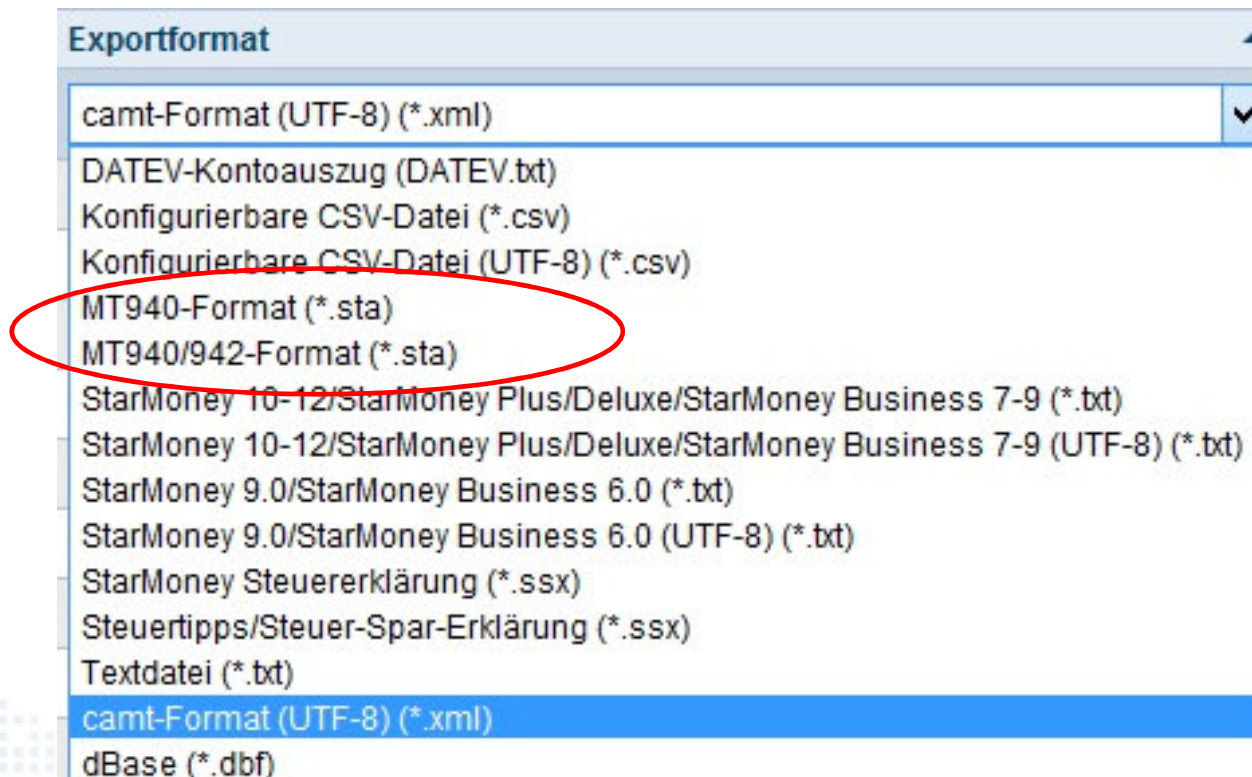 Exportformat
camt-Format (UTF-8) (*.xml)
DATEV-Kontoauszug (DATEV.txt)
Konfigurierbare CSV-Datei (*.csv)
Konfigurierbare CSV-Datei (UTF-8) (*.csv)
MT940-Format (*.sta)
MT940/942-Format (*.sta)
StarMoney 10-12/StarMoney Plus/Deluxe/StarMoney Business 7-9 (*.txt)
StarMoney 10-12/StarMoney Plus/Deluxe/StarMoney Business 7-9 (UTF-8) (*.txt)
StarMoney 9.0/StarMoney Business 6.0 (*.txt)
StarMoney 9.0/StarMoney Business 6.0 (UTF-8) (*.txt)
StarMoney Steuererklärung (*.ssx)
Steuertipps/Steuer-Spar-Erklärung (*.ssx)
Textdatei (*.txt)
camt-Format (UTF-8) (*.xml)
dBase (*.dbf)